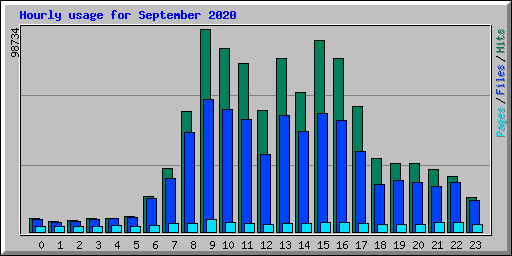 Hourly usage for September 2020
98734
Pages/Files/Hits
0 1 2 3 4 5 6 7 8 9 10 11 12 13 14 15 16 17 18 19 20 21 22 23